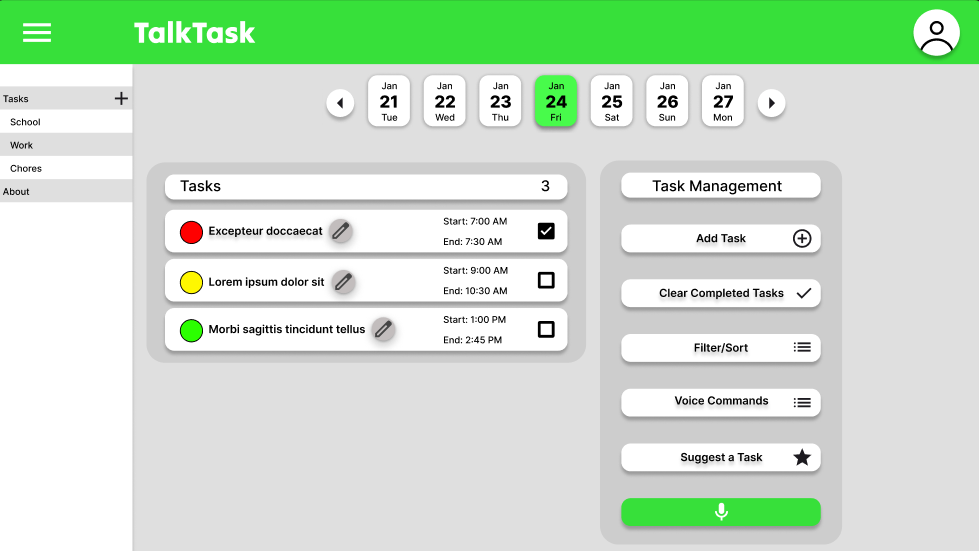 TalkTask
Jan Jan Jan Jan Jan Jan Jan
21 22 23 24 25 26 27
Tue Wed Thu Fri Sat Sun Mon
Tasks
School
Work
Chores
About
Tasks 3
Excepteur doccaecat
Start: 7:00 AM
End: 7:30 AM
Lorem ipsum dolor sit
Start: 9:00 AM
End: 10:30 AM
Morbi sagittis tincidunt tellus
Start: 1:00 PM
End: 2:45 PM
Task Management
Add Task
Clear Completed Tasks
Filter/Sort
Voice Commands
Suggest a Task